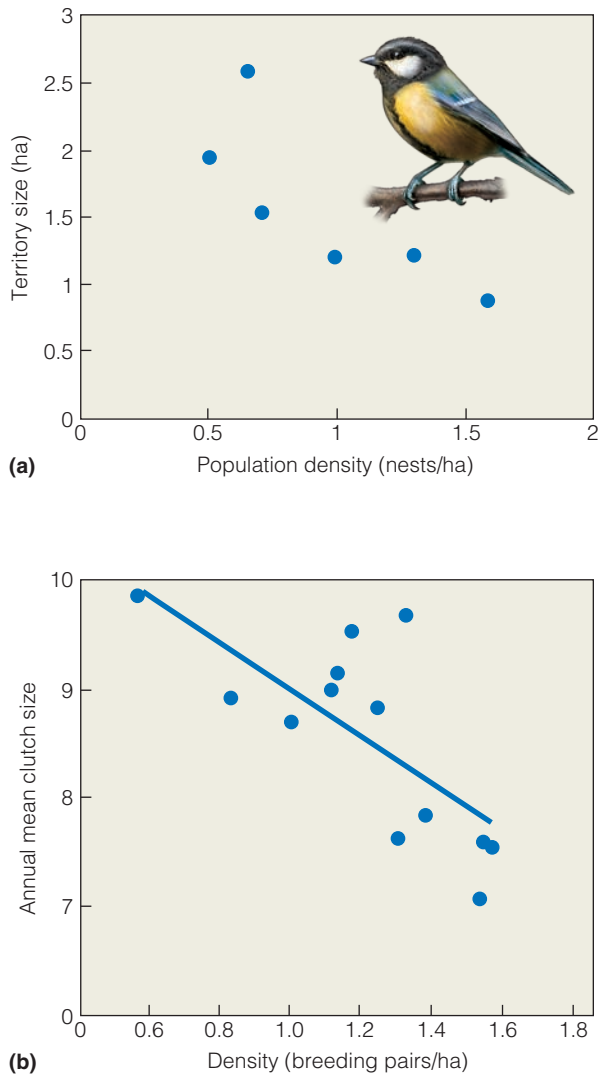 3
2.5
2
1.5
1
0.5
0
Territory size (ha)
0 0.5 1 1.5 2
Population density (nests/ha)
(a)
10
9
8
7
0
Annual mean clutch size
0 0.6 0.8 1.0 1.2 1.4 1.6 1.8
Density (breeding pairs/ha)
(b)